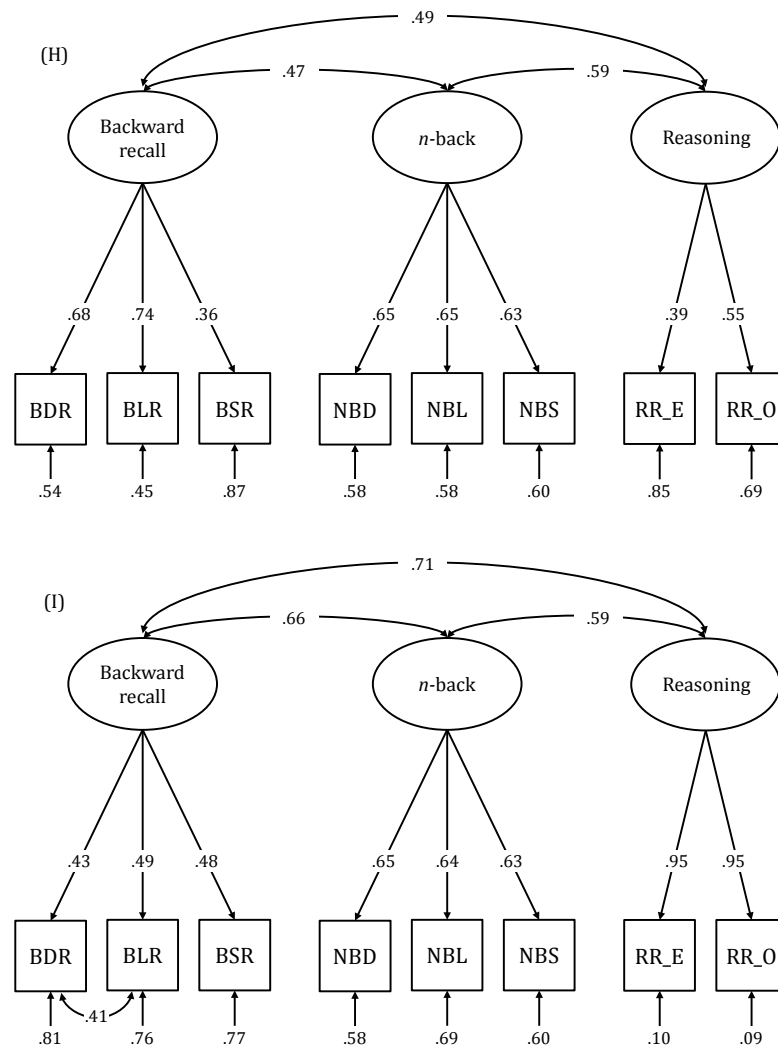 .49
(H)
.47 .59
Backward
recall
n-back
Reasoning
.68 .74 .36 .65 .65 .63 .39 .55
BDR BLR BSR NBD NBL NBS RR_E RR_O
.54 .45 .87 .58 .58 .60 .85 .69
.71
(I)
.66 .59
Backward
recall
n-back
Reasoning
.43 .49 .48 .65 .64 .63 .95 .95
BDR BLR BSR NBD NBL NBS RR_E RR_O
.41
.81 .76 .77 .58 .69 .60 .10 .09